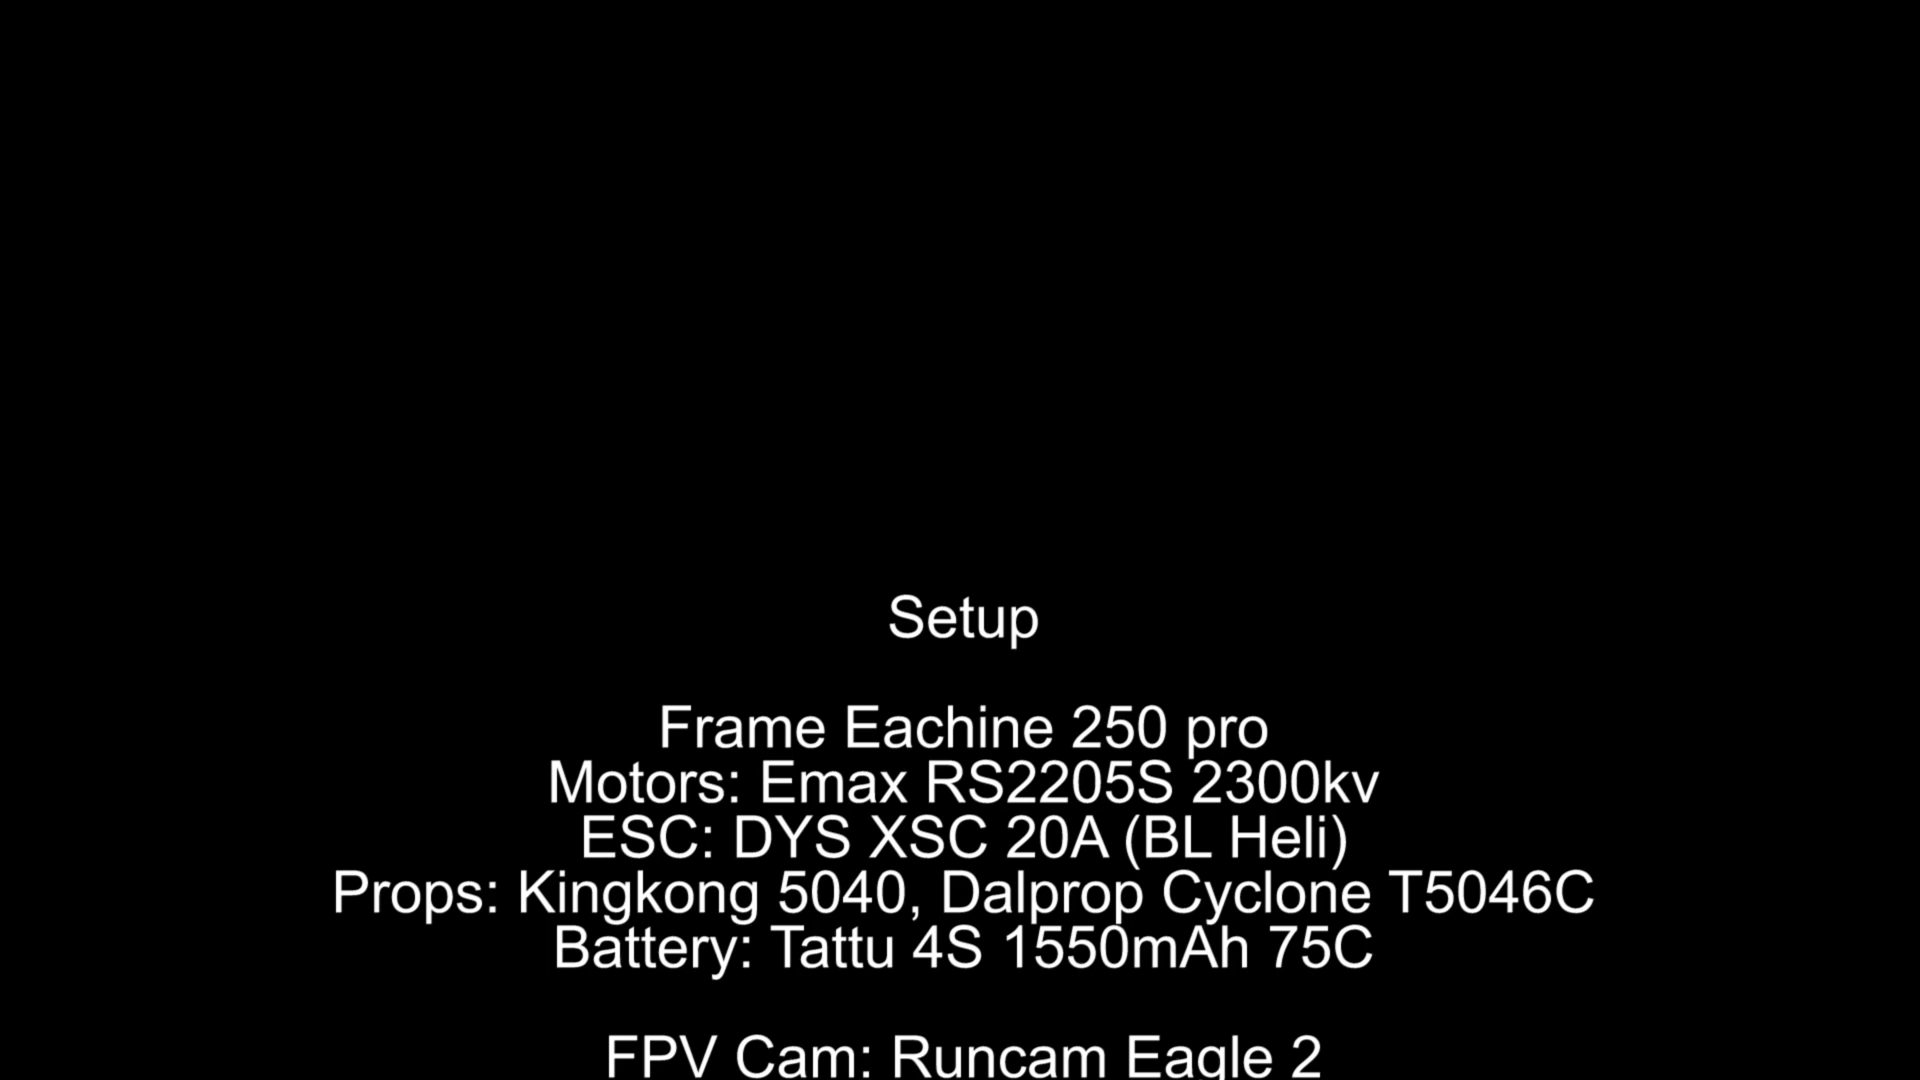 Setup
Frame Eachine 250 pro
Motors: Emax RS2205S 2300kv
ESC: DYS XSC 20A (BL Heli)
Props: Kingkong 5040, Dalprop Cyclone T5046C
Battery: Tattu 4S 1550mAh 75C
FPV Cam: Runcam Eagle 2